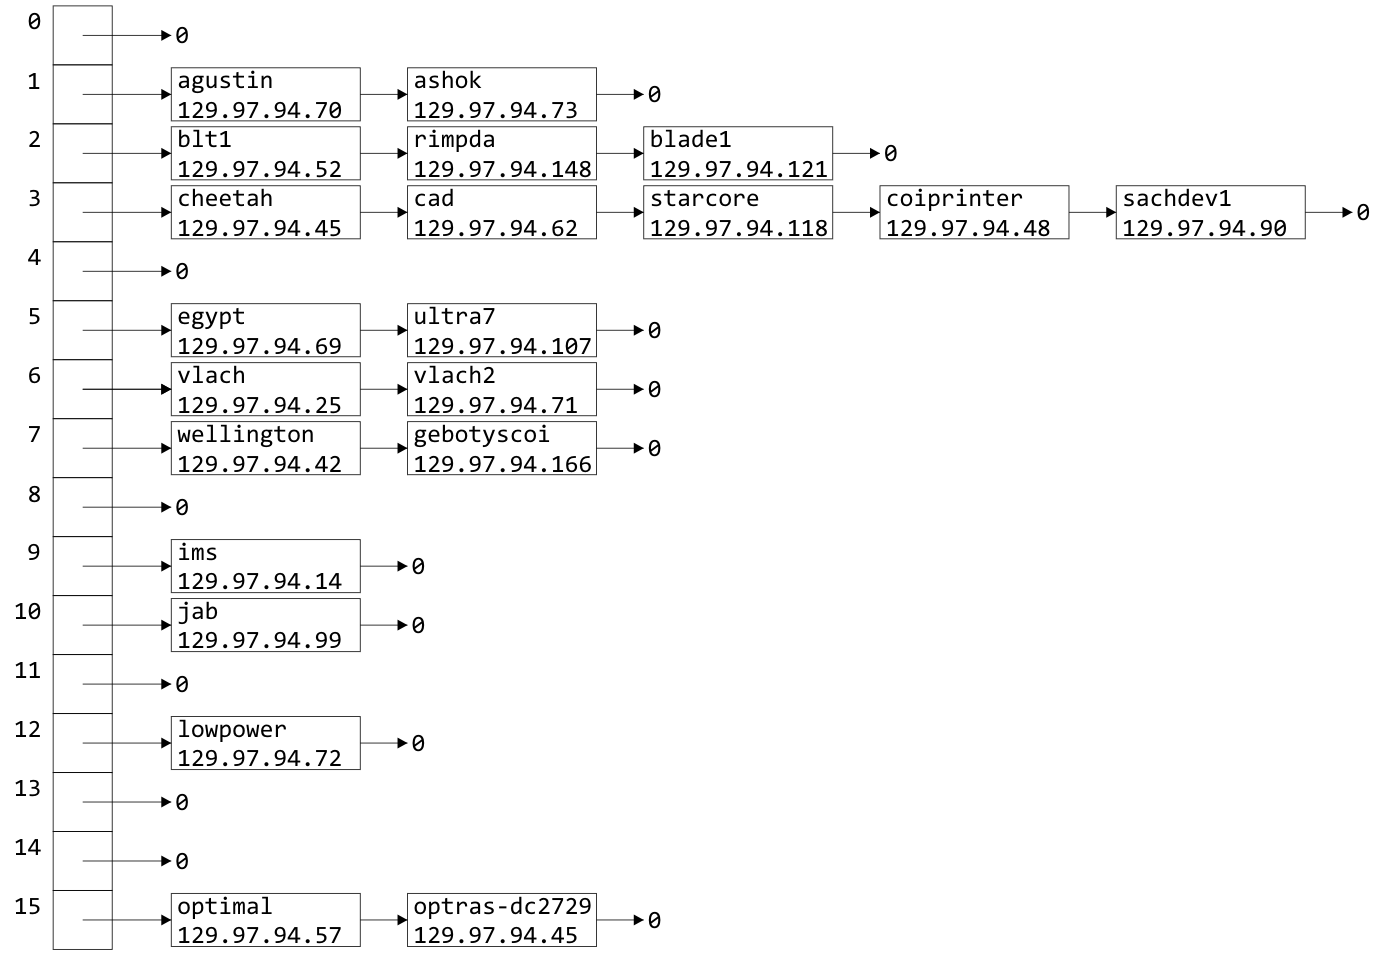 0
0
1
agustin
129.97.94.70
ashok
129.97.94.73
0
2
blt1
129.97.94.52
rimpda
129.97.94.148
blade1
129.97.94.121
0
3
cheetah
129.97.94.45
cad
129.97.94.62
starcore
129.97.94.118
coiprinter
129.97.94.48
sachdev1
129.97.94.90
0
4
0
5
egypt
129.97.94.69
ultra7
129.97.94.107
0
6
vlach
129.97.94.25
vlach2
129.97.94.71
0
7
wellington
129.97.94.42
gebotyscoi
129.97.94.166
0
8
0
9
ims
129.97.94.14
0
10
jab
129.97.94.99
0
11
0
12
lowpower
129.97.94.72
0
13
0
14
0
15
optimal
129.97.94.57
optras-dc2729
129.97.94.45
0